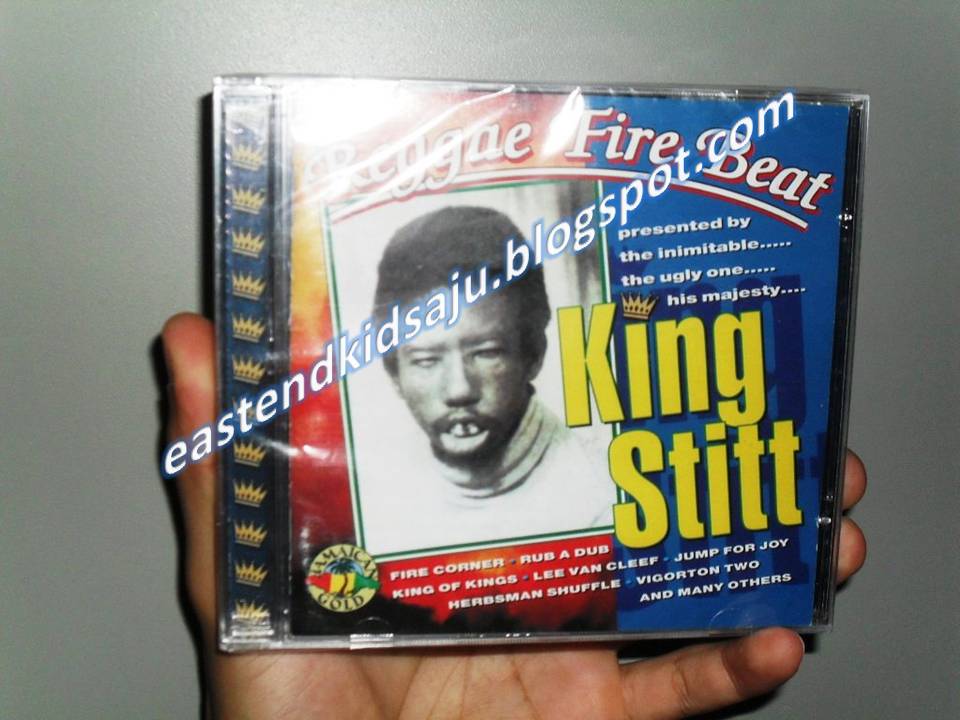 Reggae Fire Beat
presented by
the inimitable.....
the ugly one.....
his majesty....
King
Stitt
FIRE CORNER • RUB A DUB
KING OF KINGS • LEE VAN CLEEF • JUMP FOR JOY
HERBSMAN SHUFFLE • VIGORTON TWO
AND MANY OTHERS
JAMAICAN
GOLD
eastendkidsaju.blogspot.com